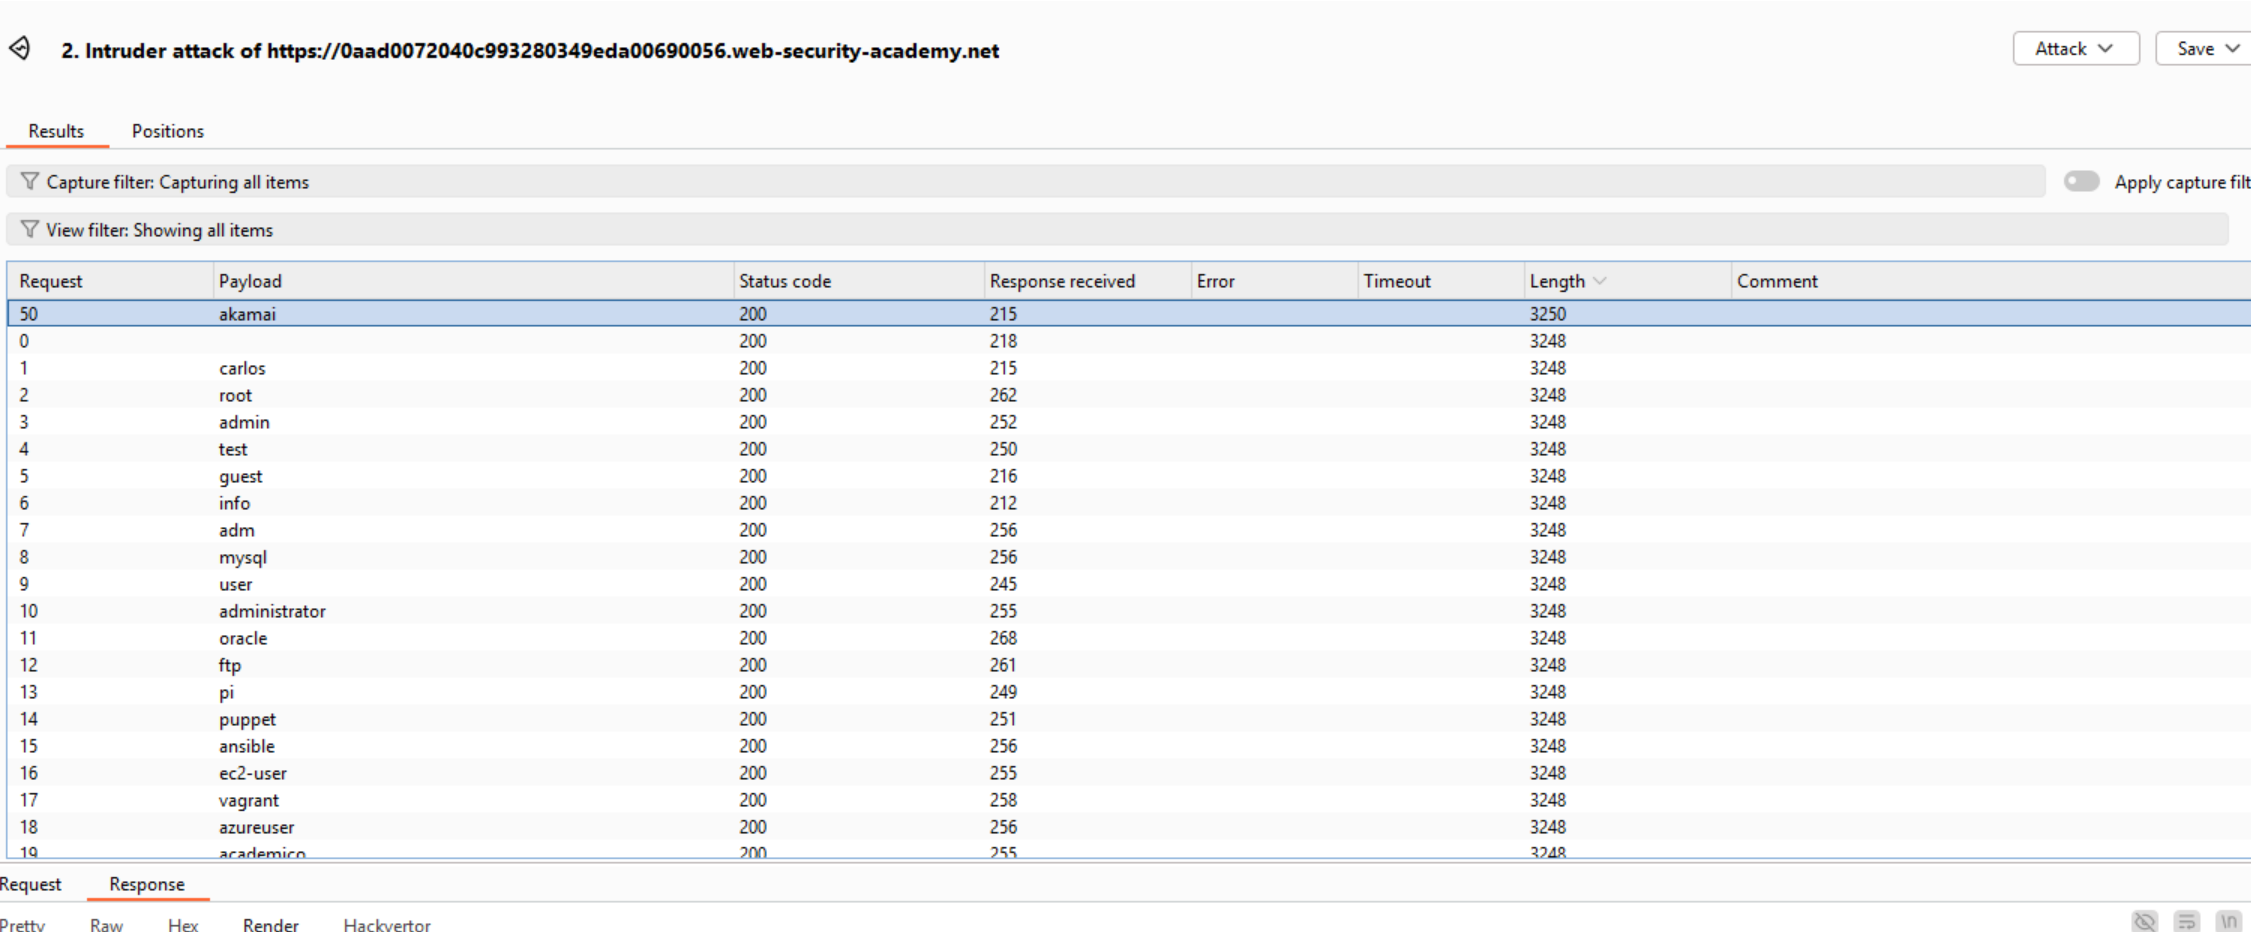 2. Intruder attack of https://0aad0072040c993280349eda00690056.web-security-academy.net
Attack
Save
Results Positions
Capture filter: Capturing all items
Apply capture filt
View filter: Showing all items
Request Payload Status code Response received Error Timeout Length Comment
50 akamai 200 215 3250
0 200 218 3248
1 carlos 200 215 3248
2 root 200 262 3248
3 admin 200 252 3248
4 test 200 250 3248
5 guest 200 216 3248
6 info 200 212 3248
7 adm 200 256 3248
8 mysql 200 256 3248
9 user 200 245 3248
10 administrator 200 255 3248
11 oracle 200 268 3248
12 ftp 200 261 3248
13 pi 200 249 3248
14 puppet 200 251 3248
15 ansible 200 256 3248
16 ec2-user 200 255 3248
17 vagrant 200 258 3248
18 azureuser 200 256 3248
19 academico 200 255 3248
Request Response
Pretty Raw Hex Render Hackvertor
\n